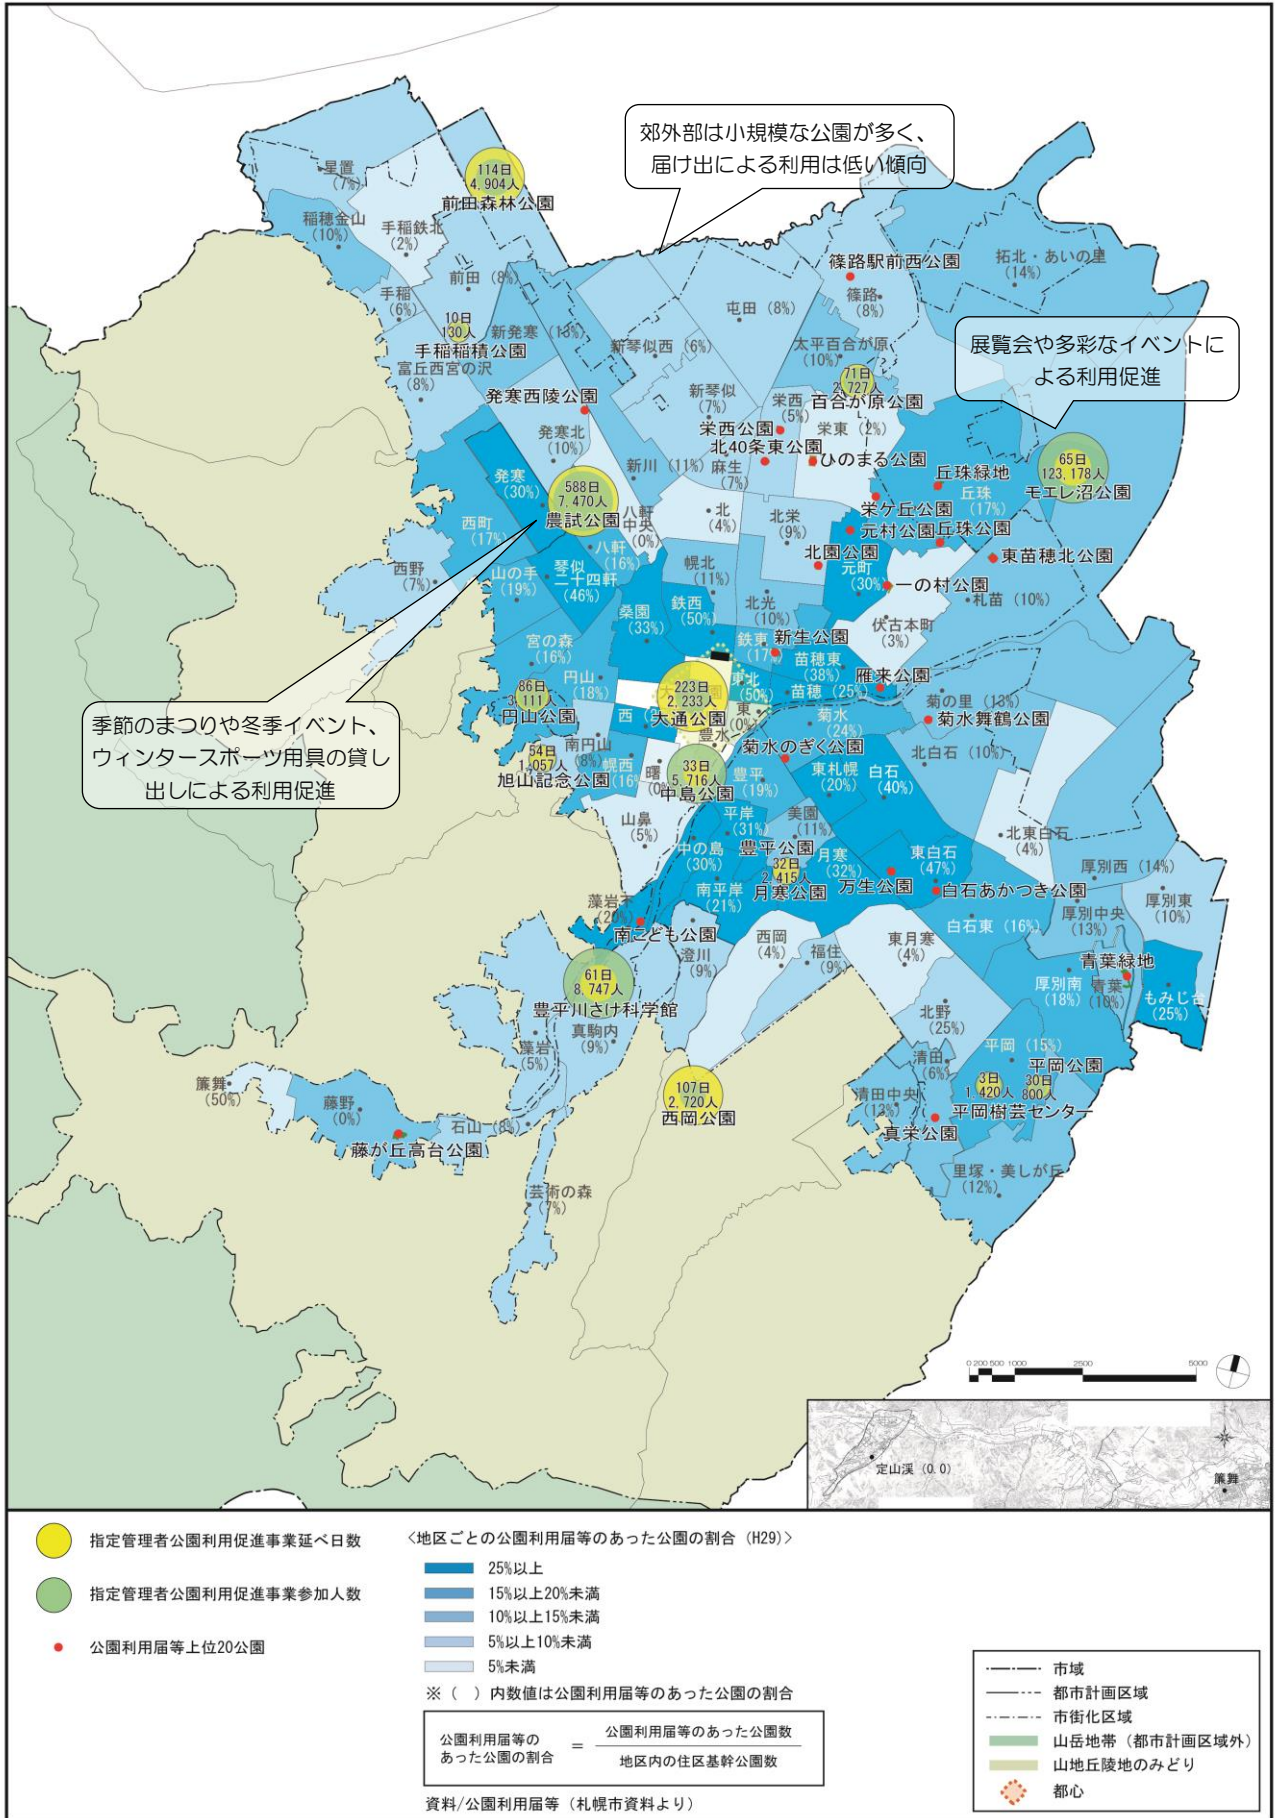 郊外部は小規模な公園が多く、
届け出による利用は低い傾向
114日
4,904人
前田森林公園
星置
(7%)
稲穂金山
(10%)
手稲鉄北
(2%)
前田 (8%)
手稲
(6%)
10日
130人
手稲稲積公園
新発寒 (13%)
富丘西宮の沢
(8%)
篠路駅前西公園
篠路
(8%)
拓北・あいの里
(14%)
屯田 (8%)
新琴似西 (6%)
太平百合が原
(10%)
71日
2,727人
百合が原公園
展覧会や多彩なイベントに
よる利用促進
発寒西陵公園
発寒北
(10%)
新琴似
(7%)
栄西
(5%)
栄西公園
栄東 (2%)
北40条東公園
ひのまる公園
新川 (11%)
麻生
(7%)
65日
123,178人
モエレ沼公園
丘珠緑地
丘珠
(17%)
発寒
(30%)
588日
7,470人
農試公園
八軒
中央
(0%)
北
(4%)
北栄
(9%)
栄ケ丘公園
元村公園
丘珠公園
北園公園
元町
(30%)
東苗穂北公園
一の村公園
札苗 (10%)
西町
(17%)
西野
(7%)
八軒
(16%)
山の手
(19%)
琴似
二十四軒
(46%)
幌北
(11%)
桑園
(33%)
鉄西
(50%)
北光
(10%)
伏古本町
(3%)
鉄東
(17%)
新生公園
苗穂東
(38%)
雁来公園
宮の森
(16%)
円山
(18%)
東北
(50%)
苗穂 (25%)
菊の里 (13%)
86日
3,111人
円山公園
223日
2,233人
大通公園
西
東
(0%)
豊水
菊水
(24%)
菊水舞鶴公園
菊水のぎく公園
北白石 (10%)
季節のまつりや冬季イベント、
ウィンタースポーツ用具の貸し
出しによる利用促進
54日
1,057人
旭山記念公園
南円山
(8%)
幌西
(16%)
曙
(0%)
33日
5,716人
中島公園
豊平
(19%)
東札幌
(20%)
白石
(40%)
山鼻
(5%)
平岸
(31%)
美園
(11%)
中の島
(30%)
豊平公園
月寒
(32%)
32日
2,415人
月寒公園
南平岸
(21%)
万生公園
東白石
(47%)
北東白石
(4%)
白石あかつき公園
厚別西 (14%)
厚別東
(10%)
厚別中央
(13%)
白石東 (16%)
藻岩下
(20%)
南こども公園
澄川
(9%)
西岡
(4%)
福住
(9%)
東月寒
(4%)
青葉緑地
青葉
(10%)
厚別南
(18%)
もみじ台
(25%)
61日
8,747人
豊平川さけ科学館
真駒内
(9%)
藻岩
(5%)
北野
(25%)
清田
(6%)
平岡 (15%)
平岡公園
3日
1,420人
30日
800人
平岡樹芸センター
107日
2,720人
西岡公園
清田中央
(13%)
真栄公園
里塚・美しが丘
(12%)
簾舞
(50%)
藤野
(0%)
藤が丘高台公園
石山 (8%)
芸術の森
(7%)
0 200 500 1000 2500 5000
定山渓 (0.0)
簾舞
指定管理者公園利用促進事業延べ日数
指定管理者公園利用促進事業参加人数
公園利用届等上位20公園
<地区ごとの公園利用届等のあった公園の割合 (H29)>
25%以上
15%以上20%未満
10%以上15%未満
5%以上10%未満
5%未満
※ ( ) 内数値は公園利用届等のあった公園の割合
公園利用届等の
あった公園の割合 = 公園利用届等のあった公園数
地区内の住区基幹公園数
資料/公園利用届等 (札幌市資料より)
市域
都市計画区域
市街化区域
山岳地帯 (都市計画区域外)
山地丘陵地のみどり
都心